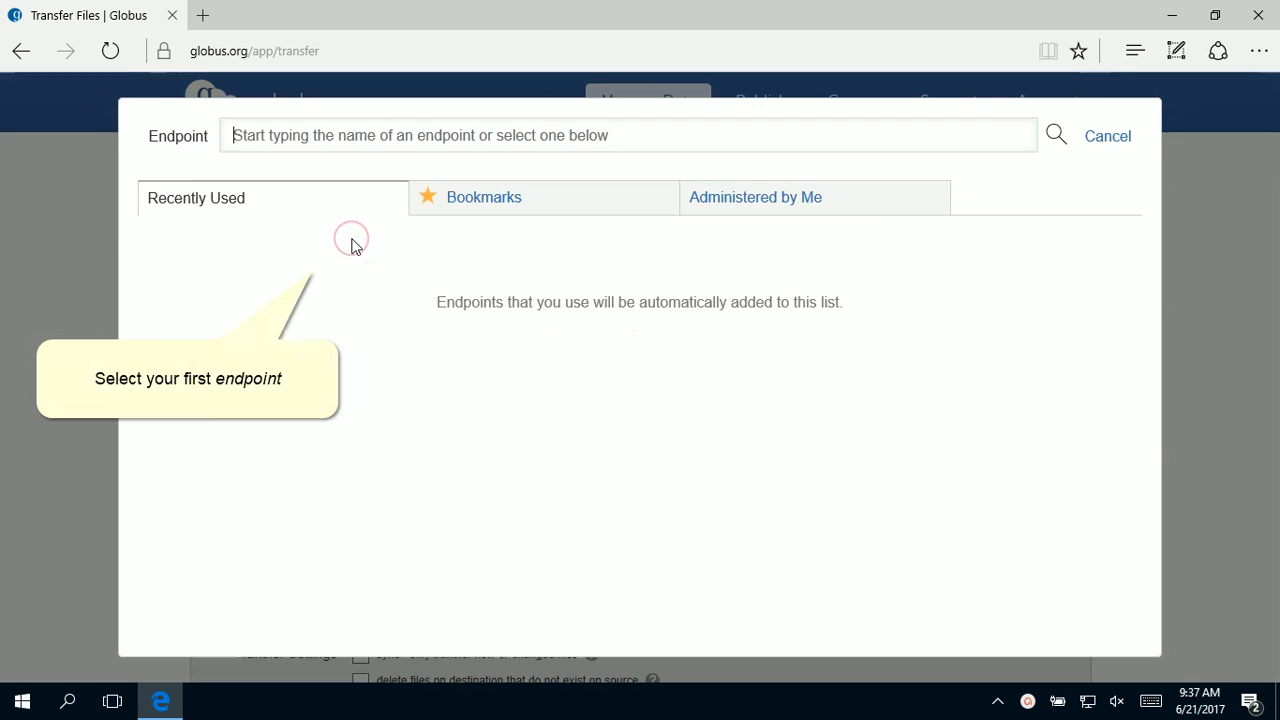 Transfer Files | Globus
globus.org/app/transfer
Endpoint
Start typing the name of an endpoint or select one below
Cancel
Recently Used
Bookmarks
Administered by Me
Endpoints that you use will be automatically added to this list.
Select your first endpoint
delete files on destination that do not exist on source
9:37 AM
6/21/2017
2